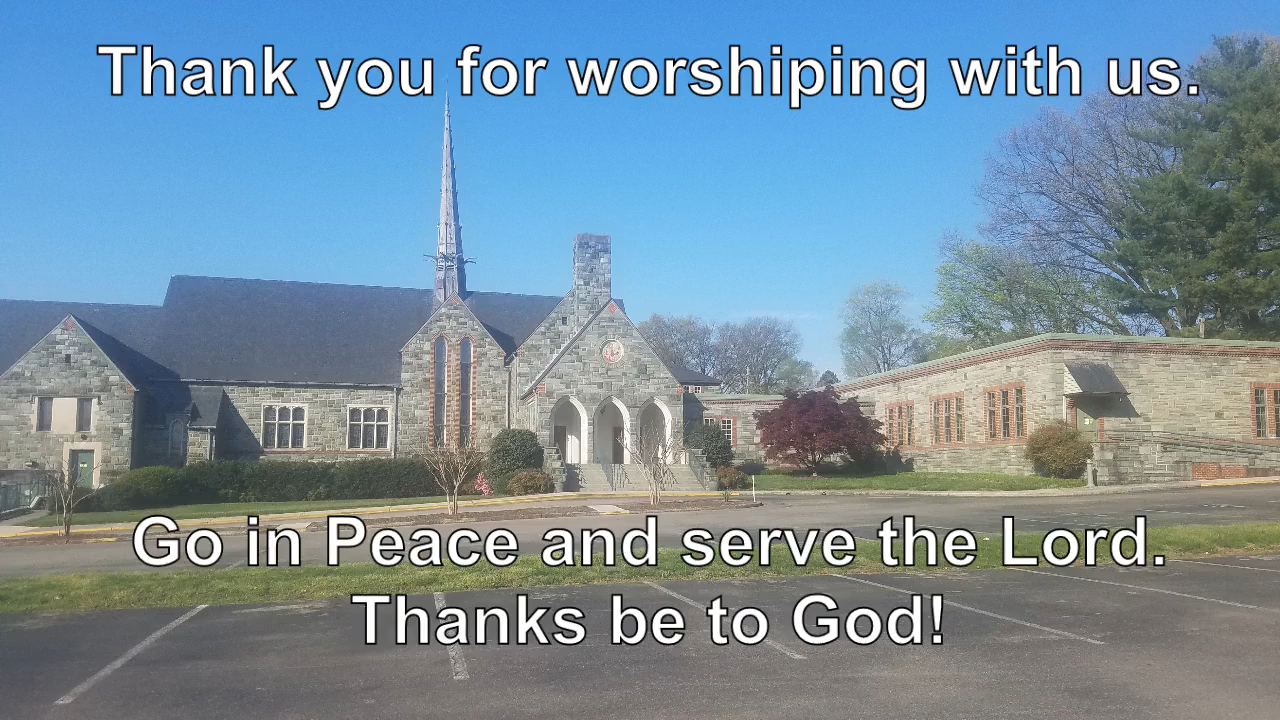 Thank you for worshiping with us.
Go in Peace and serve the Lord.
Thanks be to God!